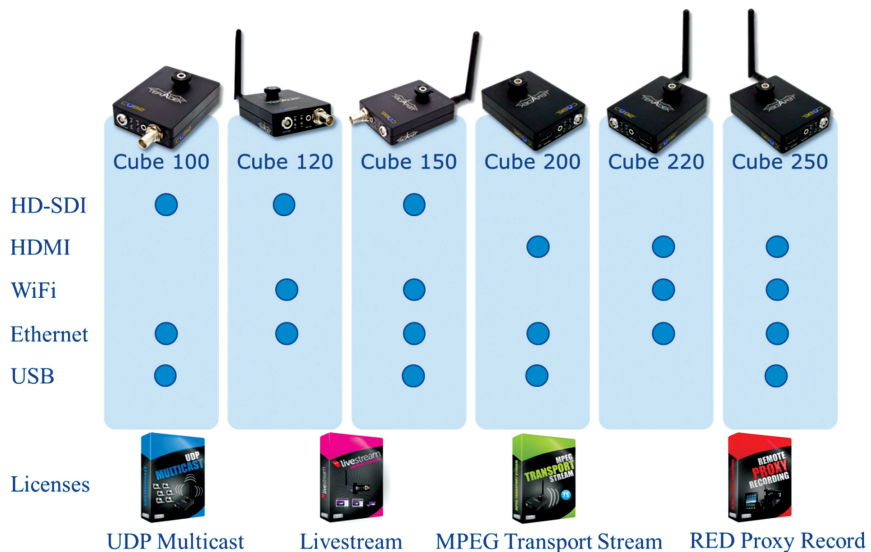 Cube 100
Cube 120
Cube 150
Cube 200
Cube 220
Cube 250
HD-SDI
HDMI
WiFi
Ethernet
USB
Licenses
UDP
MULTICAST
livestream
MPEG
TRANSPORT
STREAM
REMOTE
PROXY
RECORDING
UDP Multicast
Livestream
MPEG Transport Stream
RED Proxy Record